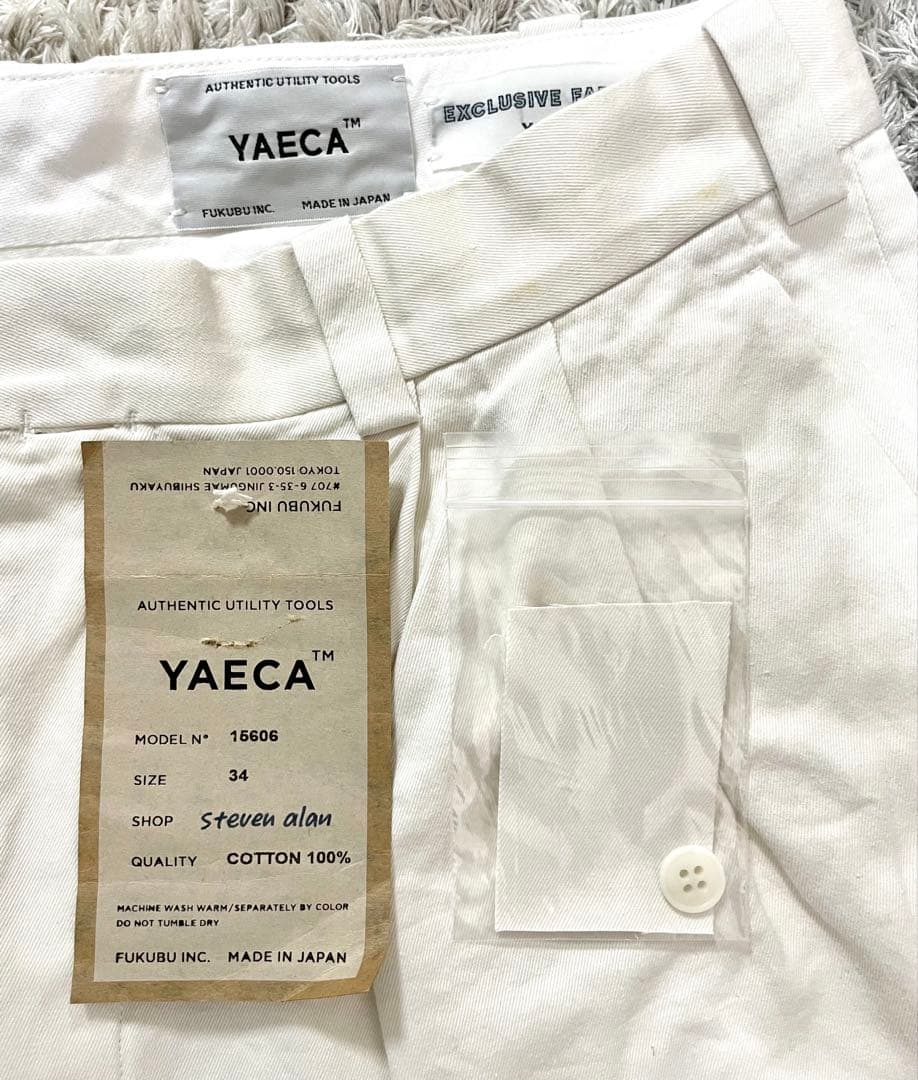 AUTHENTIC UTILITY TOOLS
YAECA™
FUKUBU INC. MADE IN JAPAN
EXCLUSIVE
FUKUBU INC
#707 6-35-3 JINGUMAE SHIBUYAKU
TOKYO 150.0001 JAPAN
AUTHENTIC UTILITY TOOLS
YAECA™
MODEL N° 15606
SIZE 34
SHOP steven alan
QUALITY COTTON 100%
MACHINE WASH WARM/SEPARATELY BY COLOR
DO NOT TUMBLE DRY
FUKUBU INC. MADE IN JAPAN